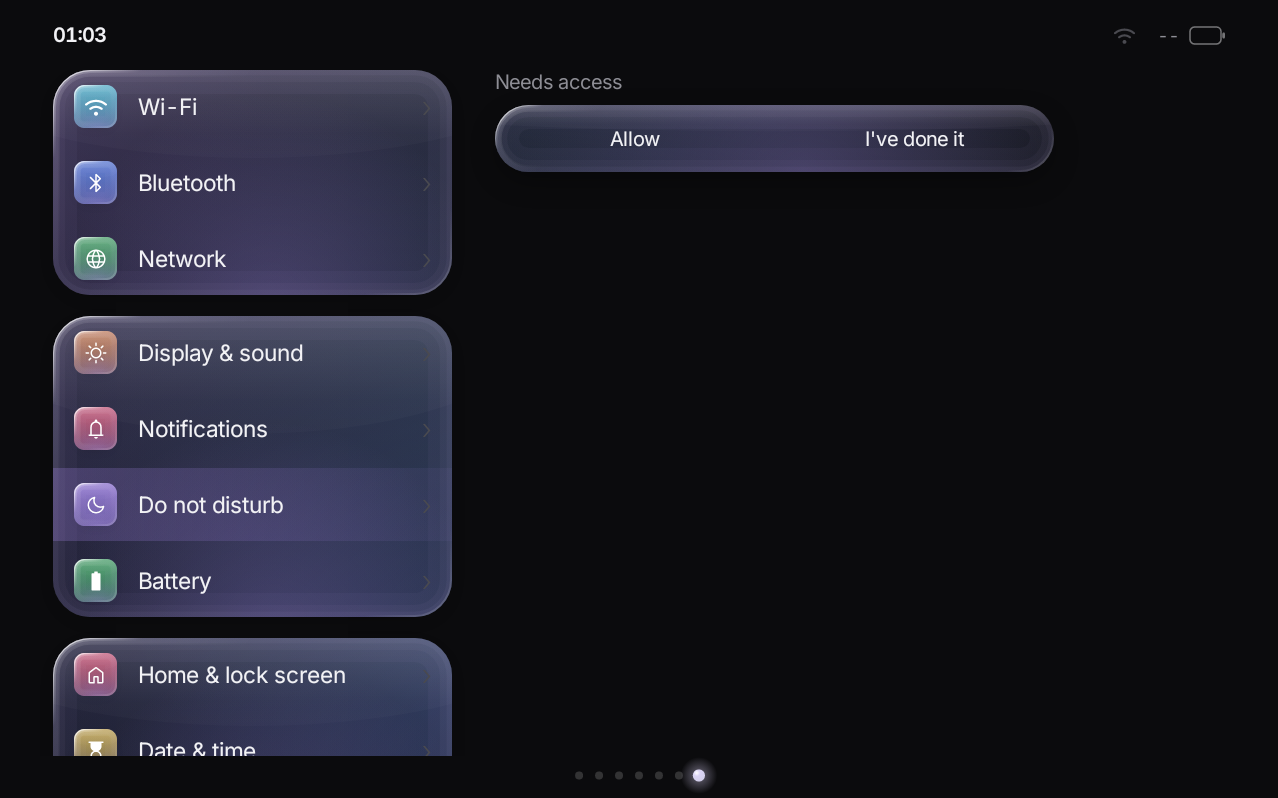 01:03
--
Wi-Fi
Bluetooth
Network
Display & sound
Notifications
Do not disturb
Battery
Home & lock screen
Date & time
Needs access
Allow
I've done it